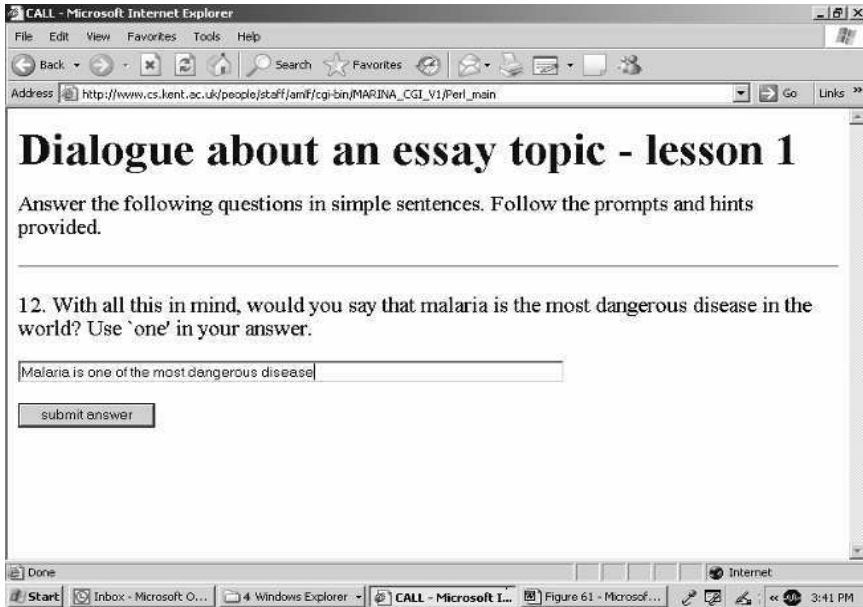 CALL - Microsoft Internet Explorer
File Edit View Favorites Tools Help
Back Search Favorites
Address http://www.cs.kent.ac.uk/people/staff/amlf/cgi-bin/MARINA_CGI_V1/Perl_main Go Links »
Dialogue about an essay topic - lesson 1
Answer the following questions in simple sentences. Follow the prompts and hints
provided.
12. With all this in mind, would you say that malaria is the most dangerous disease in the
world? Use `one' in your answer.
Malaria is one of the most dangerous disease
submit answer
Done Internet
Start Inbox - Microsoft O... 4 Windows Explorer CALL - Microsoft I... Figure 61 - Microsof... « 3:41 PM